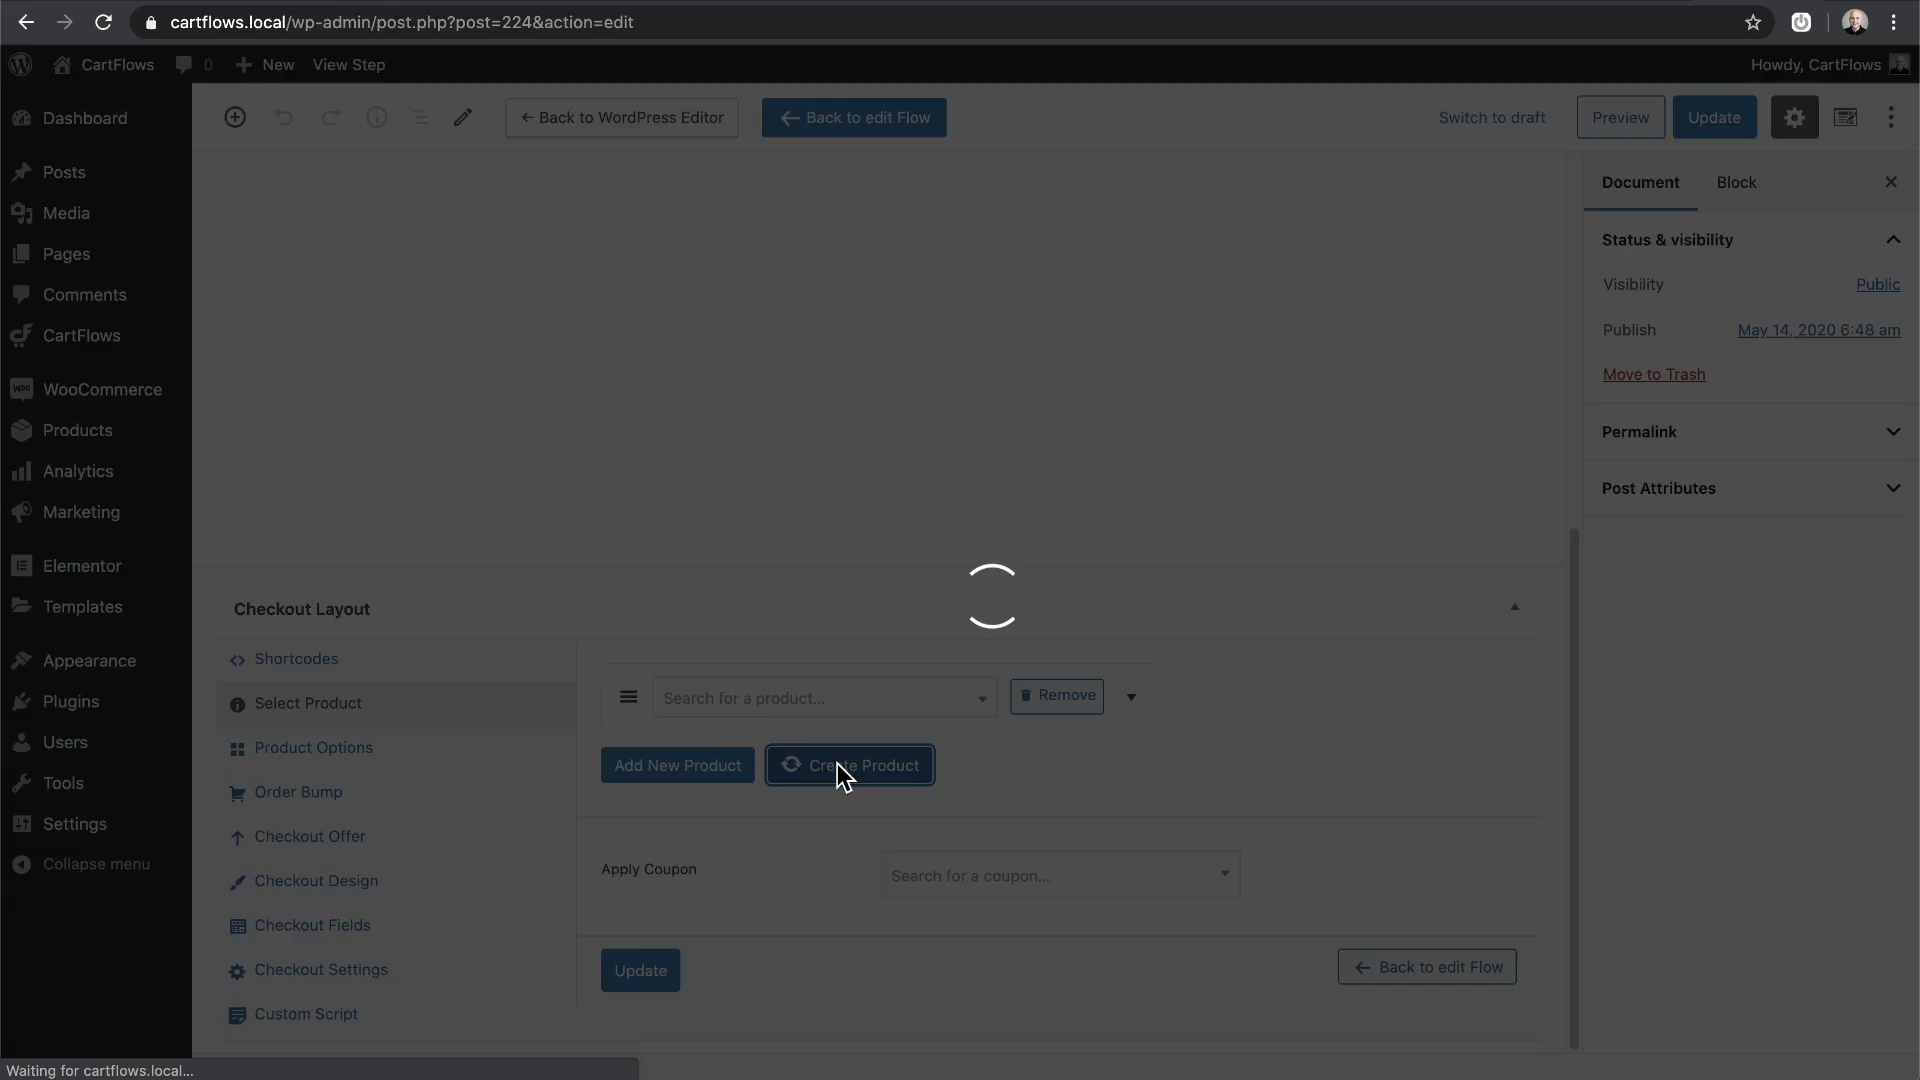 cartflows.local/wp-admin/post.php?post=224&action=edit
CartFlows
0
New
View Step
Howdy, CartFlows
Dashboard
Posts
Media
Pages
Comments
CartFlows
WooCommerce
Products
Analytics
Marketing
Elementor
Templates
Appearance
Plugins
Users
Tools
Settings
Collapse menu
← Back to WordPress Editor
← Back to edit Flow
Switch to draft
Preview
Update
Document
Block
Status & visibility
Visibility
Public
Publish
May 14, 2020 6:48 am
Move to Trash
Permalink
Post Attributes
Checkout Layout
Shortcodes
Select Product
Product Options
Order Bump
Checkout Offer
Checkout Design
Checkout Fields
Checkout Settings
Custom Script
Search for a product...
Remove
Add New Product
Create Product
Apply Coupon
Search for a coupon...
Update
← Back to edit Flow
Waiting for cartflows.local...